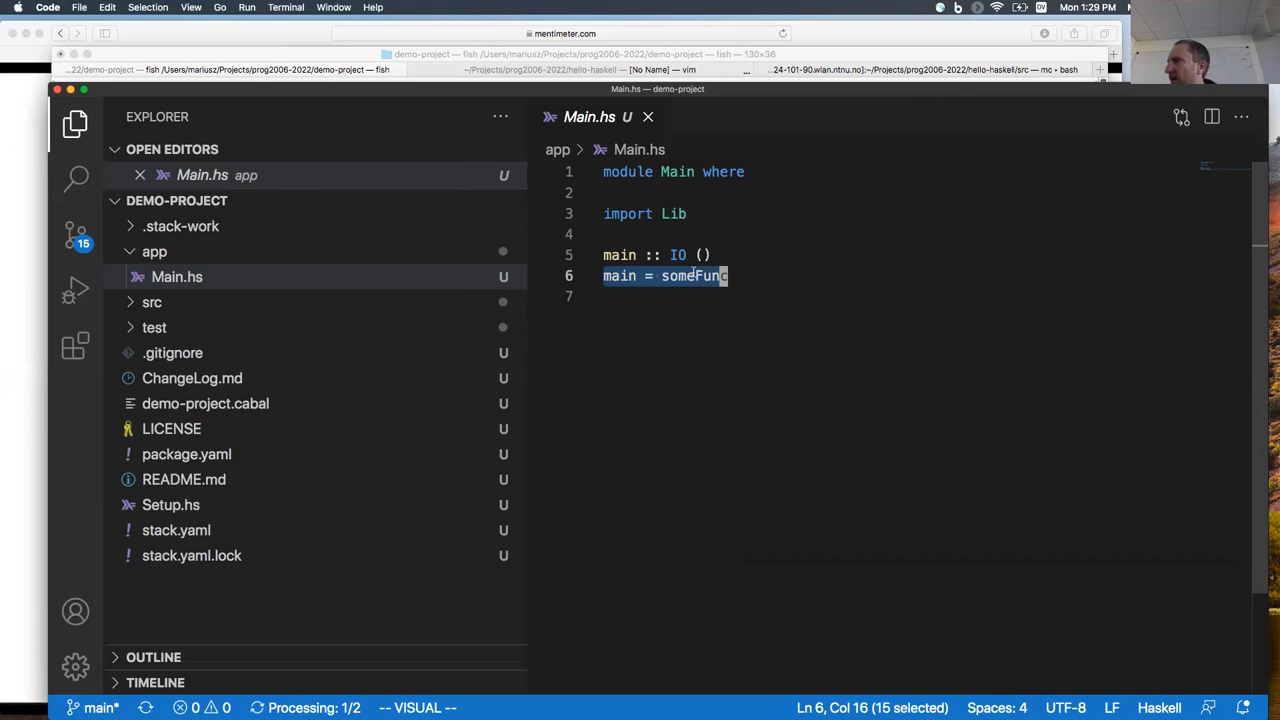 Code File Edit Selection View Go Run Terminal Window Help Mon 1:29 PM
mentimeter.com
demo-project — fish /Users/mariusz/Projects/prog2006-2022/demo-project — 130×36
...22/demo-project — fish /Users/mariusz/Projects/prog2006-2022/demo-project — fish ~/Projects/prog2006-2022/hello-haskell — [No Name] — vim ... ...24-101-90.wlan.ntnu.no]:~/Projects/prog2006-2022/hello-haskell/src — mc ▸ bash
Main.hs — demo-project
EXPLORER
Main.hs U
OPEN EDITORS
app > Main.hs
Main.hs app U
1 module Main where
DEMO-PROJECT
2
.stack-work
3 import Lib
app
4
Main.hs U
5 main :: IO ()
src
6 main = someFunc
test
7
.gitignore U
ChangeLog.md U
demo-project.cabal U
LICENSE U
package.yaml U
README.md U
Setup.hs U
stack.yaml U
stack.yaml.lock U
15
OUTLINE
TIMELINE
main* 0 0 Processing: 1/2 -- VISUAL -- Ln 6, Col 16 (15 selected) Spaces: 4 UTF-8 LF Haskell